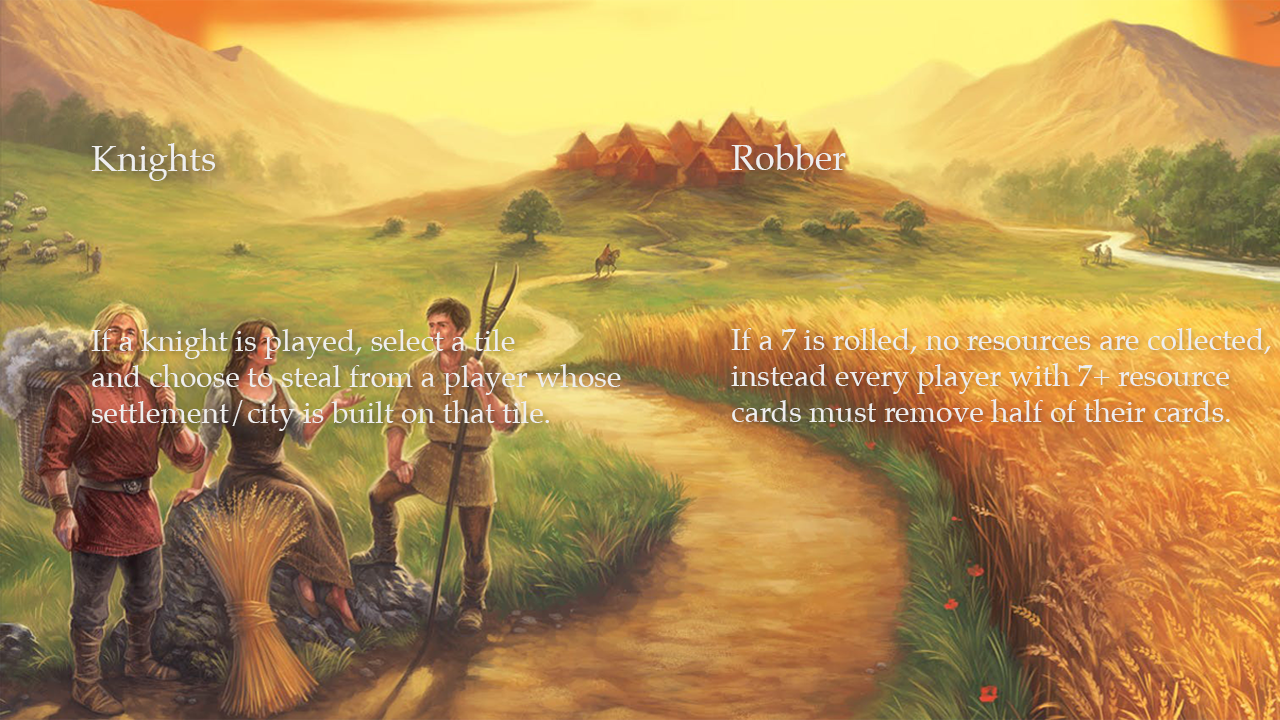 Knights
If a knight is played, select a tile
and choose to steal from a player whose
settlement/city is built on that tile.
Robber
If a 7 is rolled, no resources are collected,
instead every player with 7+ resource
cards must remove half of their cards.